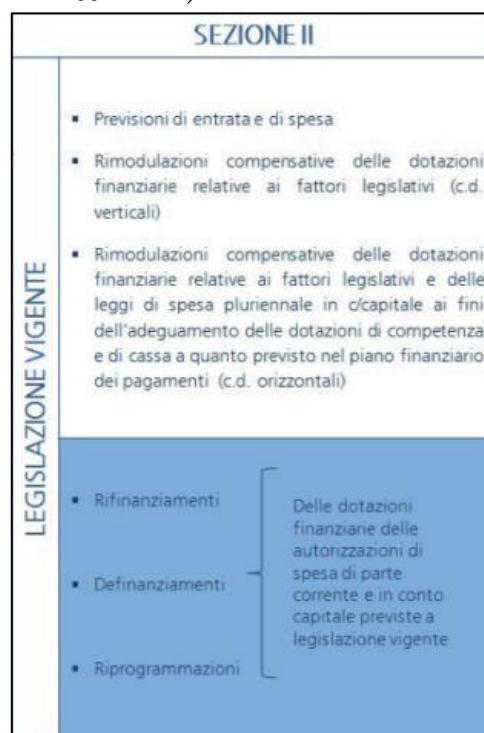 SEZIONE II
LEGISLAZIONE VIGENTE
▪ Previsioni di entrata e di spesa
▪ Rimodulazioni compensative delle dotazioni
finanziarie relative ai fattori legislativi (c.d.
verticali)
▪ Rimodulazioni compensative delle dotazioni
finanziarie relative ai fattori legislativi e delle
leggi di spesa pluriennale in c/capitale ai fini
dell'adeguamento delle dotazioni di competenza
e di cassa a quanto previsto nel piano finanziario
dei pagamenti (c.d. orizzontali)
▪ Rifinanziamenti
▪ Definanziamenti
▪ Riprogrammazioni
Delle dotazioni
finanziarie delle
autorizzazioni di
spesa di parte
corrente e in conto
capitale previste a
legislazione vigente